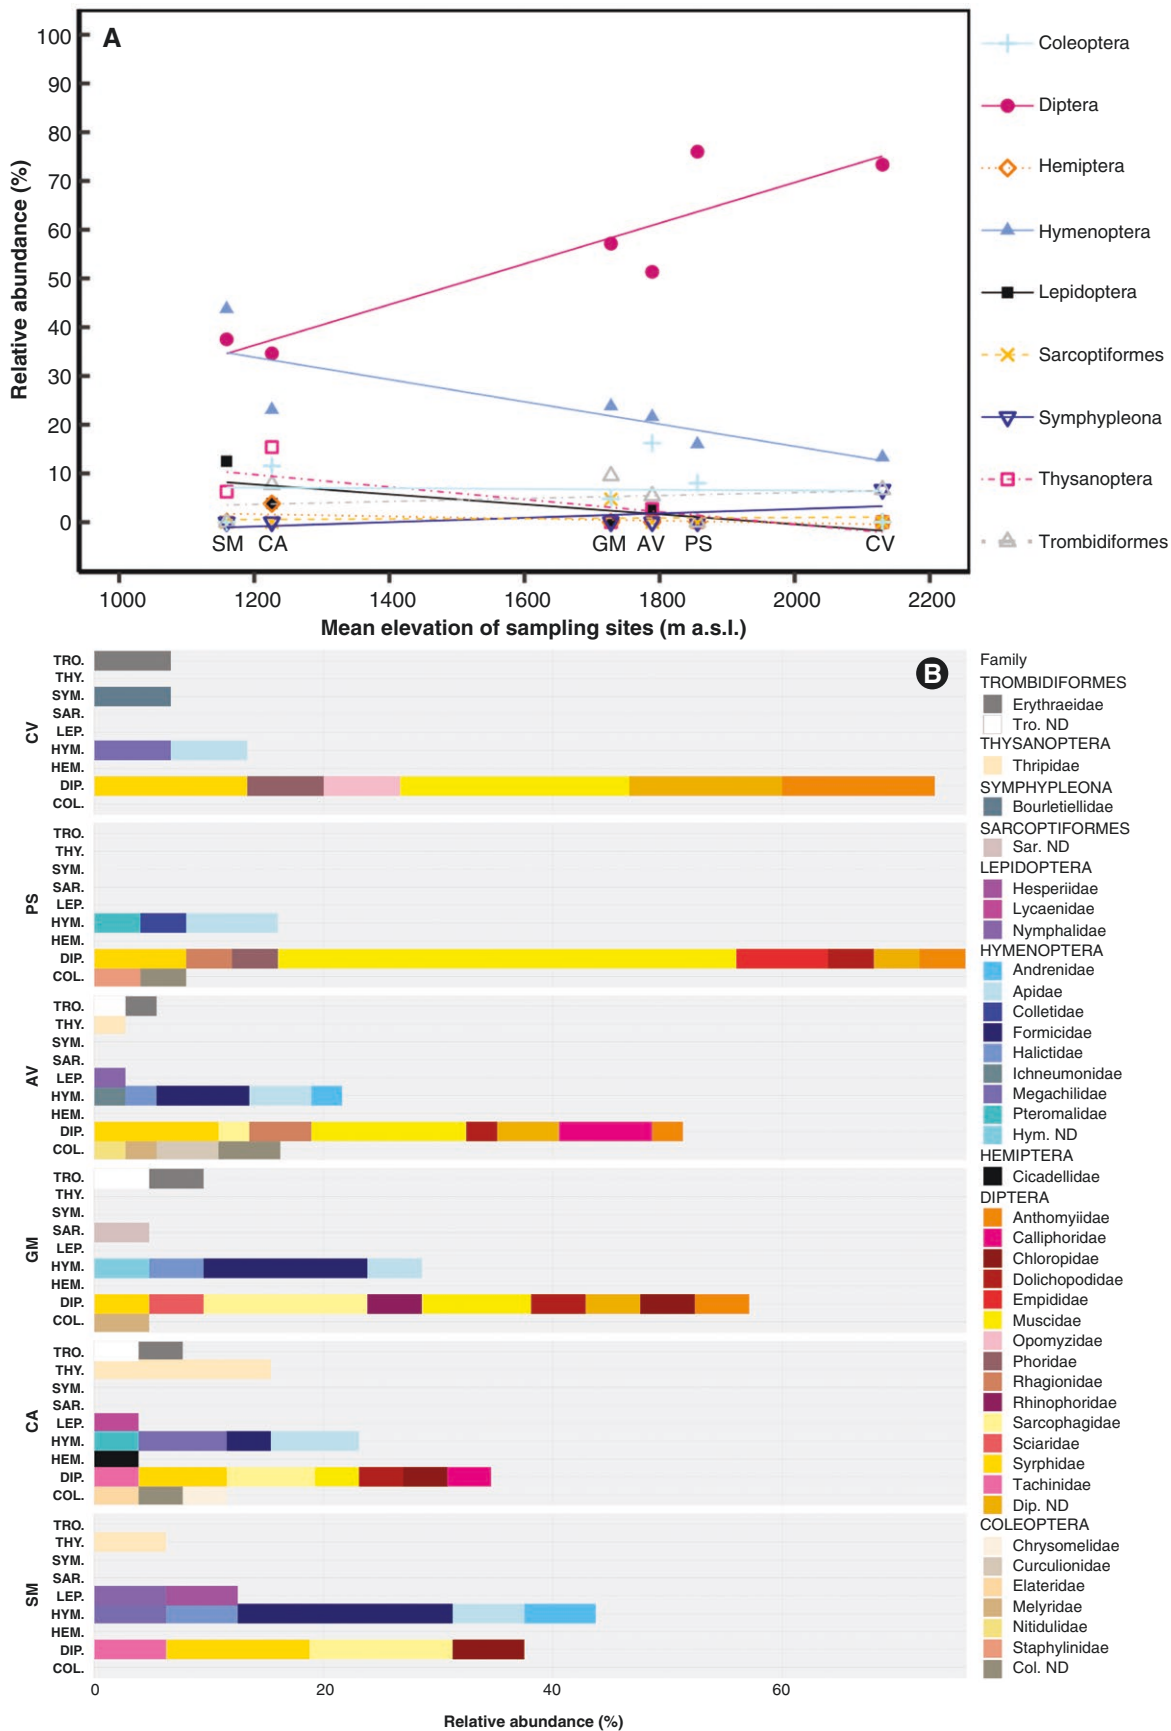 A
100
90
80
70
60
50
40
30
20
10
0
Relative abundance (%)
SM CA GM AV PS CV
1000 1200 1400 1600 1800 2000 2200
Mean elevation of sampling sites (m a.s.l.)
Coleoptera
Diptera
Hemiptera
Hymenoptera
Lepidoptera
Sarcoptiformes
Symphypleona
Thysanoptera
Trombidiformes
B
CV
TRO.
THY.
SYM.
SAR.
LEP.
HYM.
HEM.
DIP.
COL.
PS
TRO.
THY.
SYM.
SAR.
LEP.
HYM.
HEM.
DIP.
COL.
AV
TRO.
THY.
SYM.
SAR.
LEP.
HYM.
HEM.
DIP.
COL.
GM
TRO.
THY.
SYM.
SAR.
LEP.
HYM.
HEM.
DIP.
COL.
CA
TRO.
THY.
SYM.
SAR.
LEP.
HYM.
HEM.
DIP.
COL.
SM
TRO.
THY.
SYM.
SAR.
LEP.
HYM.
HEM.
DIP.
COL.
0 20 40 60
Relative abundance (%)
Family
TROMBIDIFORMES
Erythraeidae
Tro. ND
THYSANOPTERA
Thripidae
SYMPHYPLEONA
Bourletiellidae
SARCOPTIFORMES
Sar. ND
LEPIDOPTERA
Hesperiidae
Lycaenidae
Nymphalidae
HYMENOPTERA
Andrenidae
Apidae
Colletidae
Formicidae
Halictidae
Ichneumonidae
Megachilidae
Pteromalidae
Hym. ND
HEMIPTERA
Cicadellidae
DIPTERA
Anthomyiidae
Calliphoridae
Chloropidae
Dolichopodidae
Empididae
Muscidae
Opomyzidae
Phoridae
Rhagionidae
Rhinophoridae
Sarcophagidae
Sciaridae
Syrphidae
Tachinidae
Dip. ND
COLEOPTERA
Chrysomelidae
Curculionidae
Elateridae
Melyridae
Nitidulidae
Staphylinidae
Col. ND